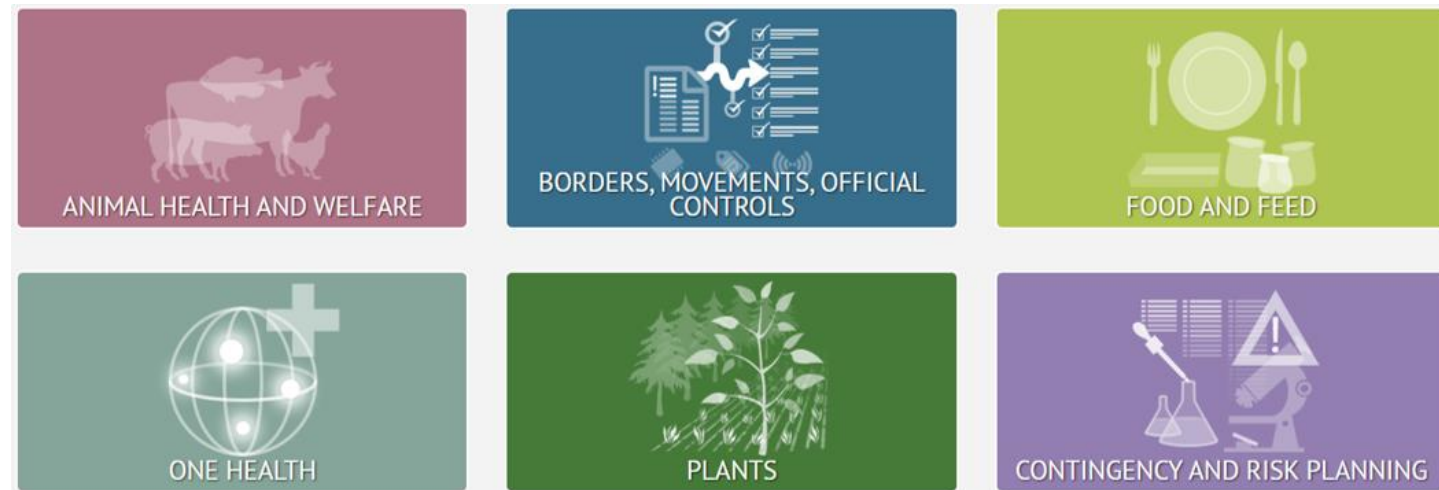 ANIMAL HEALTH AND WELFARE
BORDERS, MOVEMENTS, OFFICIAL
CONTROLS
FOOD AND FEED
ONE HEALTH
PLANTS
CONTINGENCY AND RISK PLANNING